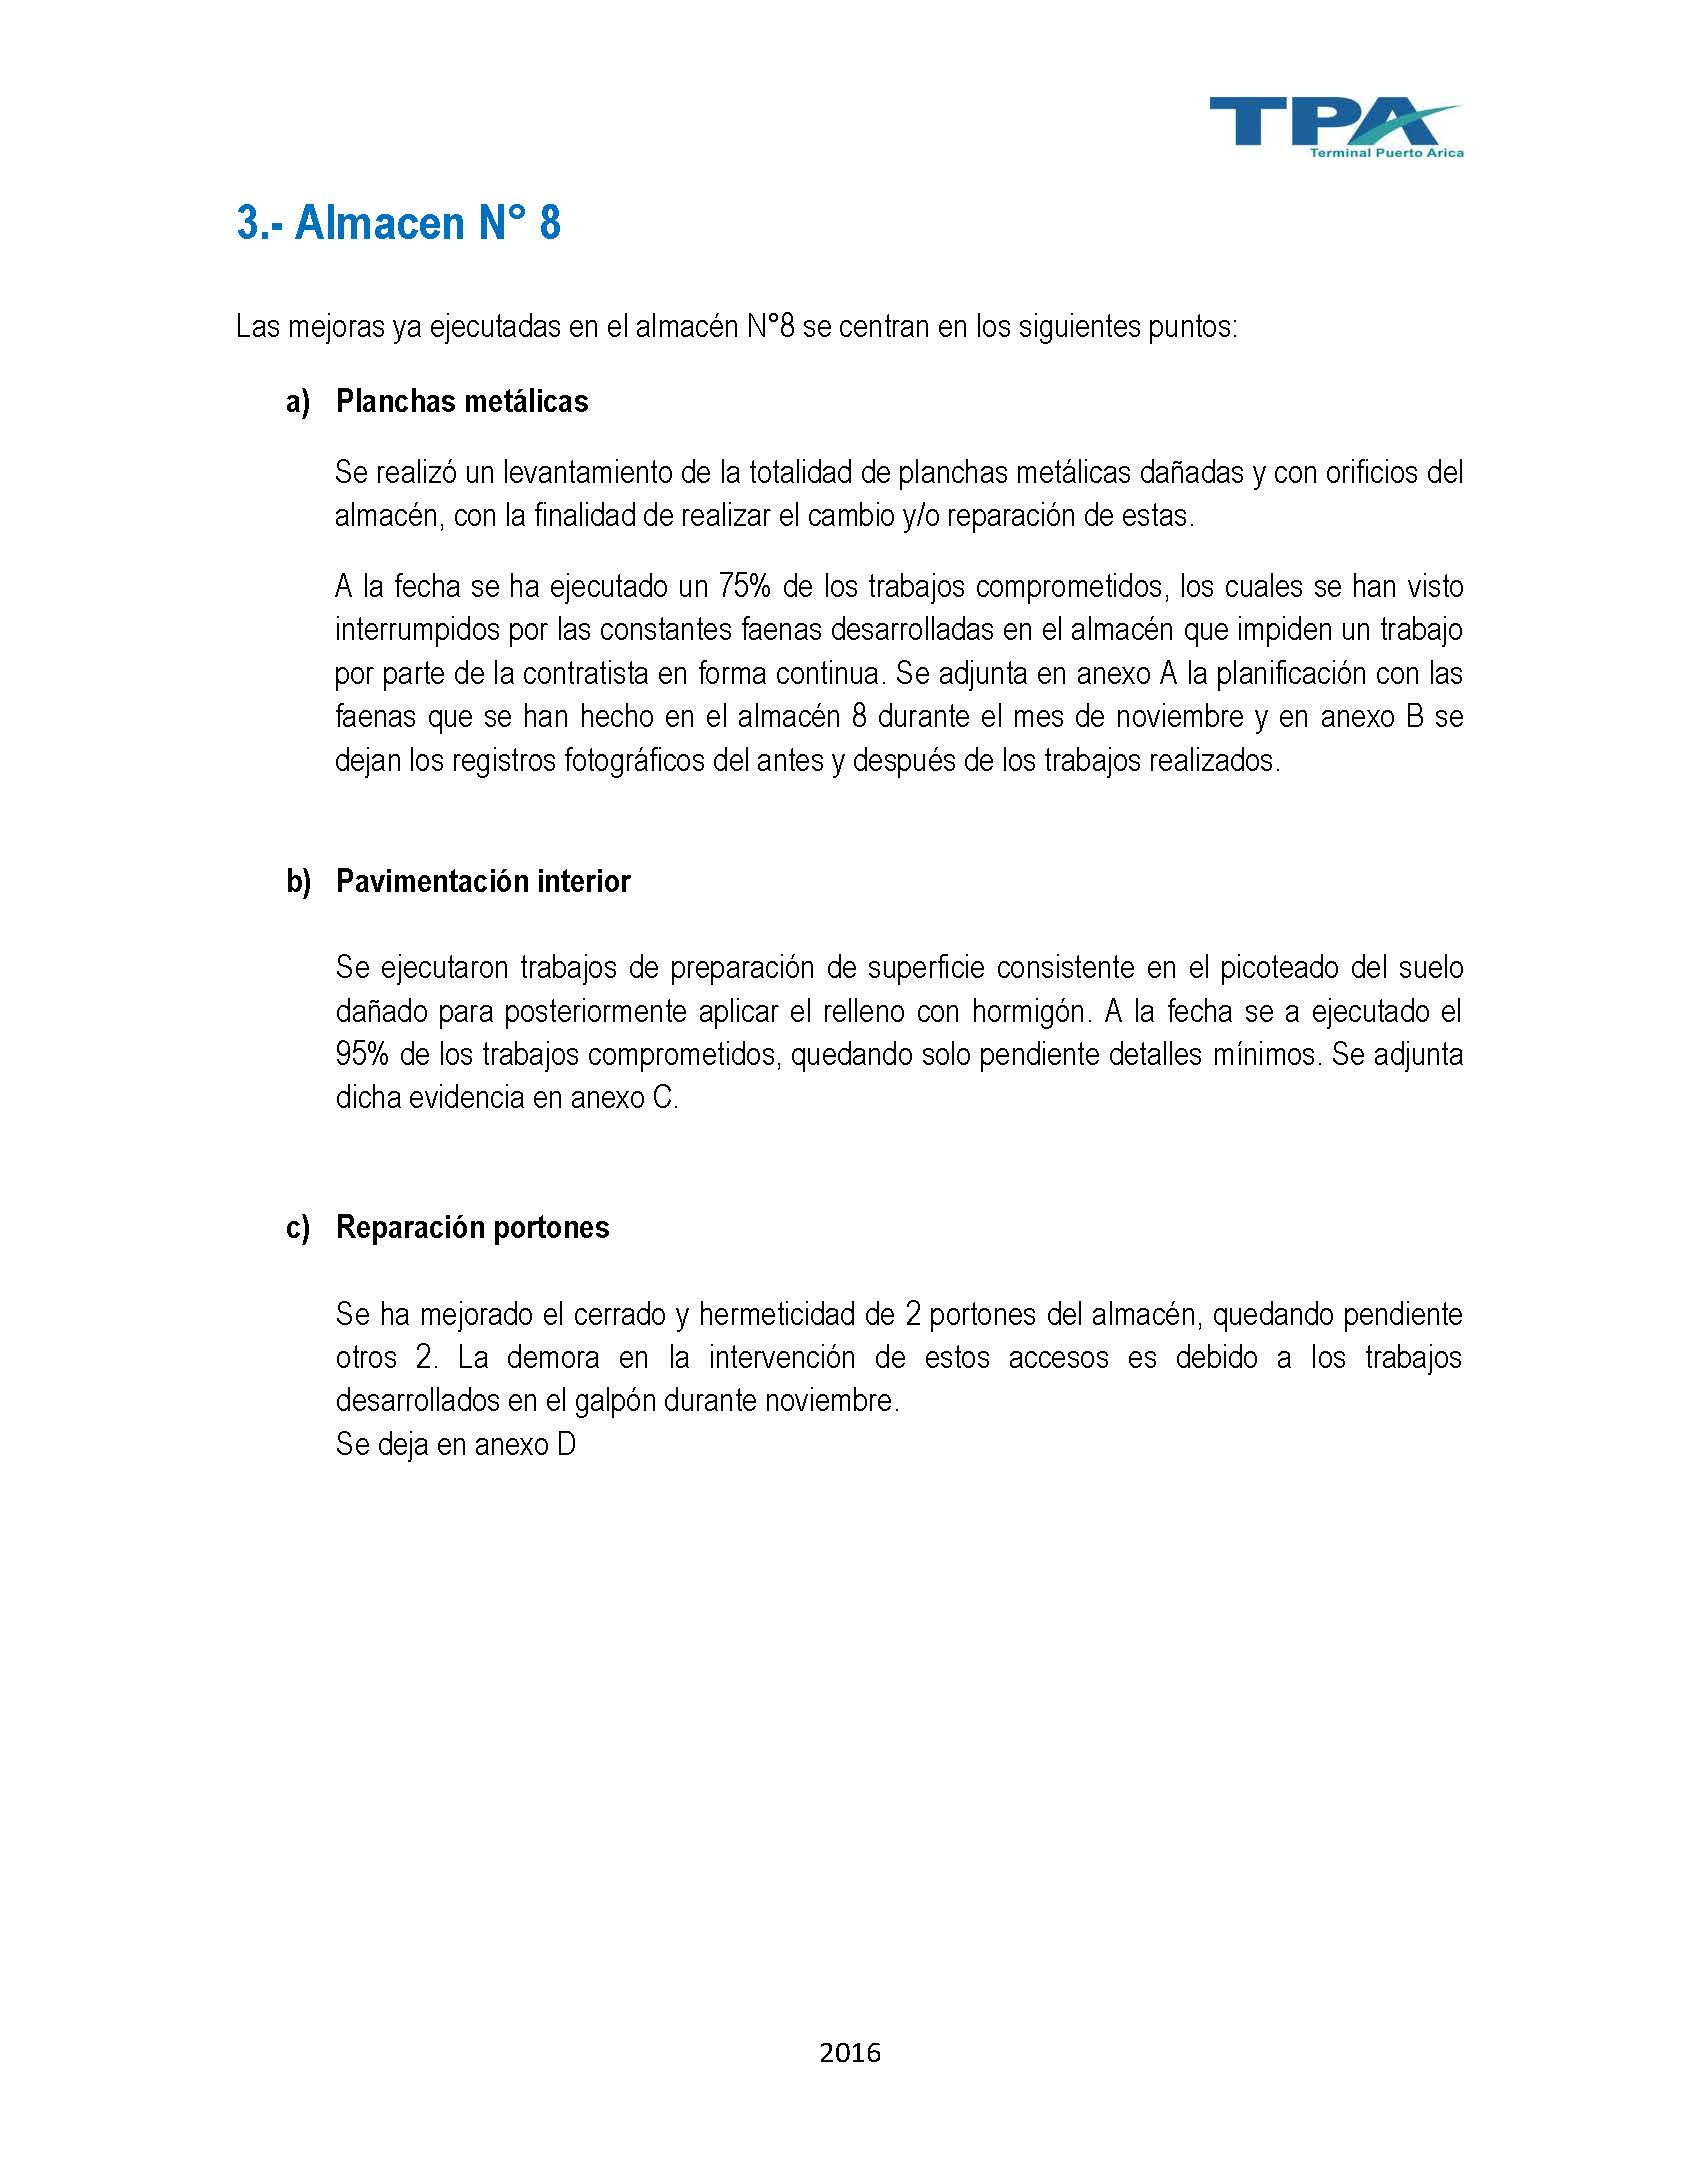 TPA
Terminal Puerto Arica
3.- Almacen N° 8
Las mejoras ya ejecutadas en el almacén N°8 se centran en los siguientes puntos:
a) Planchas metálicas
Se realizó un levantamiento de la totalidad de planchas metálicas dañadas y con orificios del
almacén, con la finalidad de realizar el cambio y/o reparación de estas.
A la fecha se ha ejecutado un 75% de los trabajos comprometidos, los cuales se han visto
interrumpidos por las constantes faenas desarrolladas en el almacén que impiden un trabajo
por parte de la contratista en forma continua. Se adjunta en anexo A la planificación con las
faenas que se han hecho en el almacén 8 durante el mes de noviembre y en anexo B se
dejan los registros fotográficos del antes y después de los trabajos realizados.
b) Pavimentación interior
Se ejecutaron trabajos de preparación de superficie consistente en el picoteado del suelo
dañado para posteriormente aplicar el relleno con hormigón. A la fecha se a ejecutado el
95% de los trabajos comprometidos, quedando solo pendiente detalles mínimos. Se adjunta
dicha evidencia en anexo C.
c) Reparación portones
Se ha mejorado el cerrado y hermeticidad de 2 portones del almacén, quedando pendiente
otros 2. La demora en la intervención de estos accesos es debido a los trabajos
desarrollados en el galpón durante noviembre.
Se deja en anexo D
2016